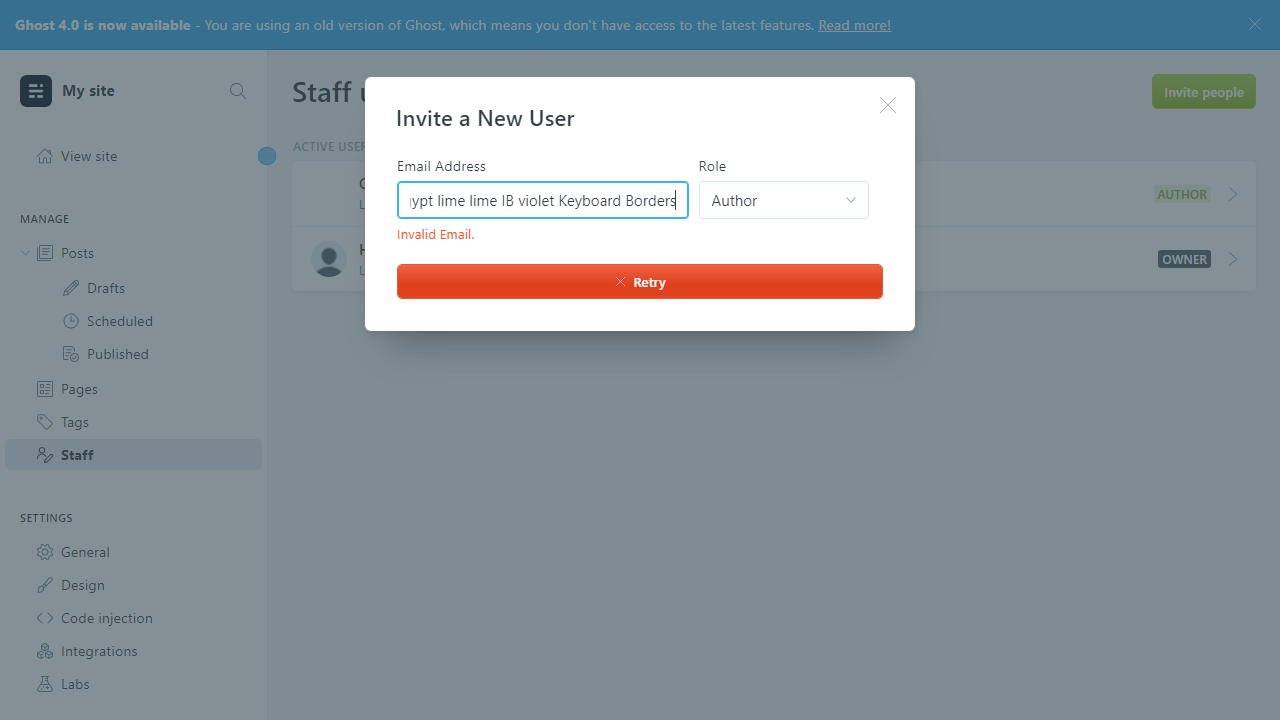 Ghost 4.0 is now available - You are using an old version of Ghost, which means you don't have access to the latest features. Read more!
My site
View site
MANAGE
Posts
Drafts
Scheduled
Published
Pages
Tags
Staff
SETTINGS
General
Design
Code injection
Integrations
Labs
Staff
Invite people
ACTIVE USER
AUTHOR
OWNER
Invite a New User
Email Address
lime lime IB violet Keyboard Borders
Invalid Email.
Role
Author
Retry